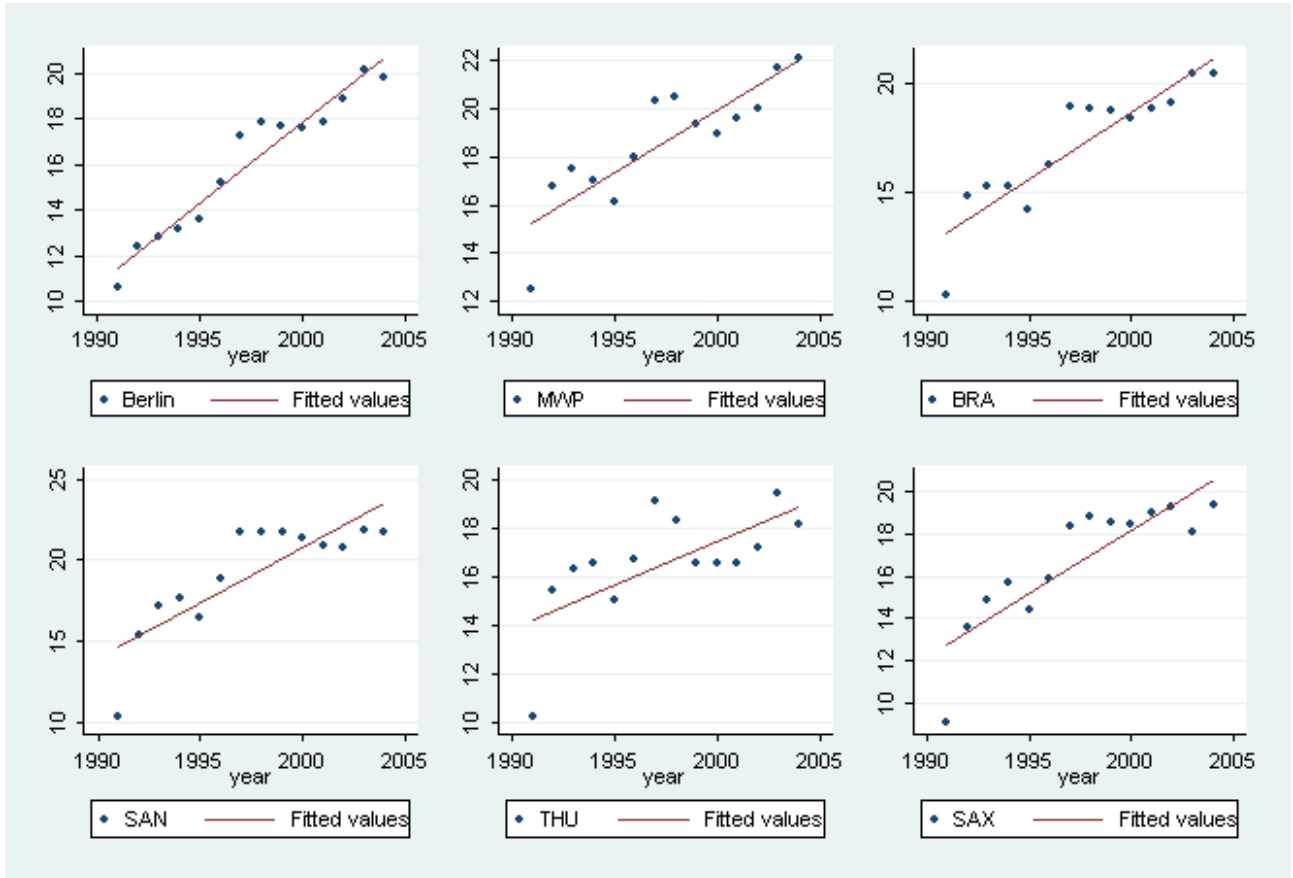 20
18
16
14
12
10
1990 1995 2000 2005
year
Berlin Fitted values
22
20
18
16
14
12
1990 1995 2000 2005
year
MWP Fitted values
20
15
10
1990 1995 2000 2005
year
BRA Fitted values
25
20
15
10
1990 1995 2000 2005
year
SAN Fitted values
20
18
16
14
12
10
1990 1995 2000 2005
year
THU Fitted values
20
18
16
14
12
10
1990 1995 2000 2005
year
SAX Fitted values